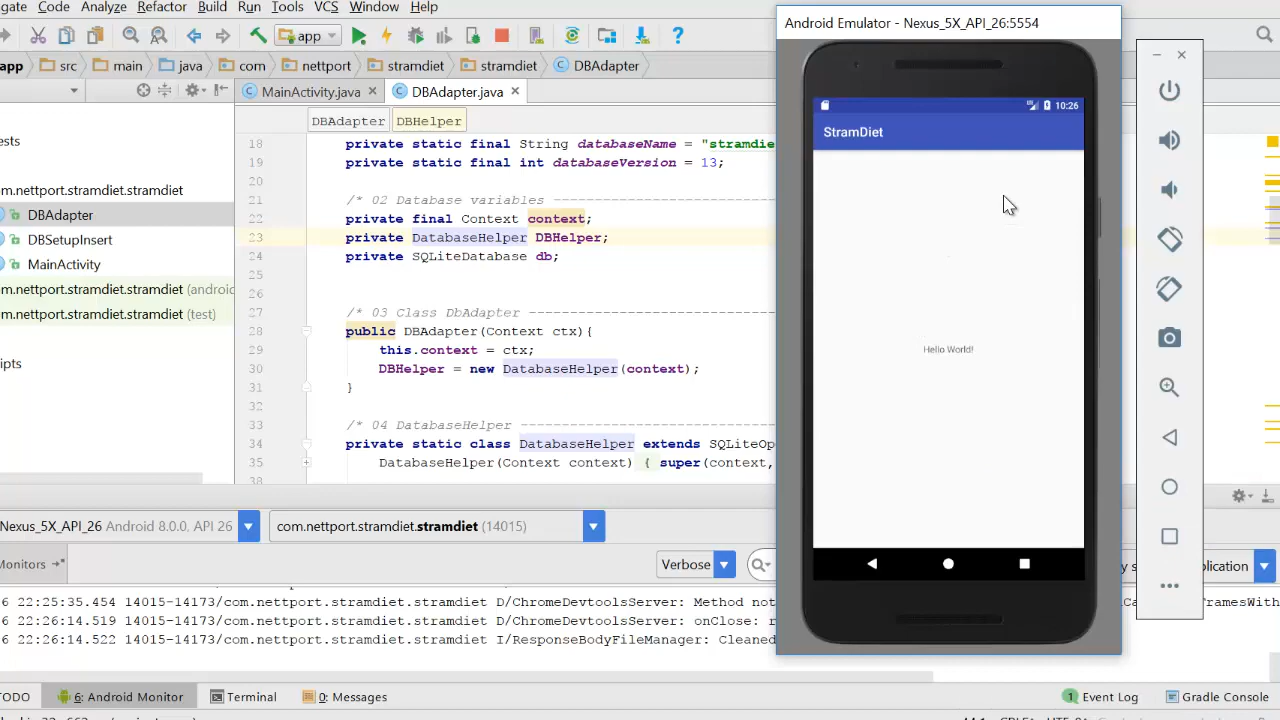 gate Code Analyze Refactor Build Run Tools VCS Window Help
app
app src main java com nettport stramdiet stramdiet DBAdapter
MainActivity.java DBAdapter.java
DBAdapter DBHelper
ests
m.nettport.stramdiet.stramdiet
DBAdapter
DBSetupInsert
MainActivity
m.nettport.stramdiet.stramdiet (android
m.nettport.stramdiet.stramdiet (test)
ripts
18 private static final String databaseName = "stramdie
19 private static final int databaseVersion = 13;
20
21 /* 02 Database variables ---------------------------
22 private final Context context;
23 private DatabaseHelper DBHelper;
24 private SQLiteDatabase db;
25
26
27 /* 03 Class DbAdapter ------------------------------
28 public DBAdapter(Context ctx){
29 this.context = ctx;
30 DBHelper = new DatabaseHelper(context);
31 }
32
33 /* 04 DatabaseHelper -------------------------------
34 private static class DatabaseHelper extends SQLiteOp
35 DatabaseHelper(Context context) { super(context,
38
Android Emulator - Nexus_5X_API_26:5554
10:26
StramDiet
Hello World!
Nexus_5X_API_26 Android 8.0.0, API 26 com.nettport.stramdiet.stramdiet (14015)
Monitors Verbose plication
6 22:25:3 .454 14015-14173/com.nettport.stramdiet.stramdiet D/ChromeDevtoolsServer: Method not
6 22:26:14.519 14015-14173/com.nettport.stramdiet.stramdiet D/ChromeDevtoolsServer: onClose: r
6 22:26:14.522 14015-14173/com.nettport.stramdiet.stramdiet I/ResponseBodyFileManager: Cleaned
TODO 6: Android Monitor Terminal 0: Messages 1 Event Log Gradle Console